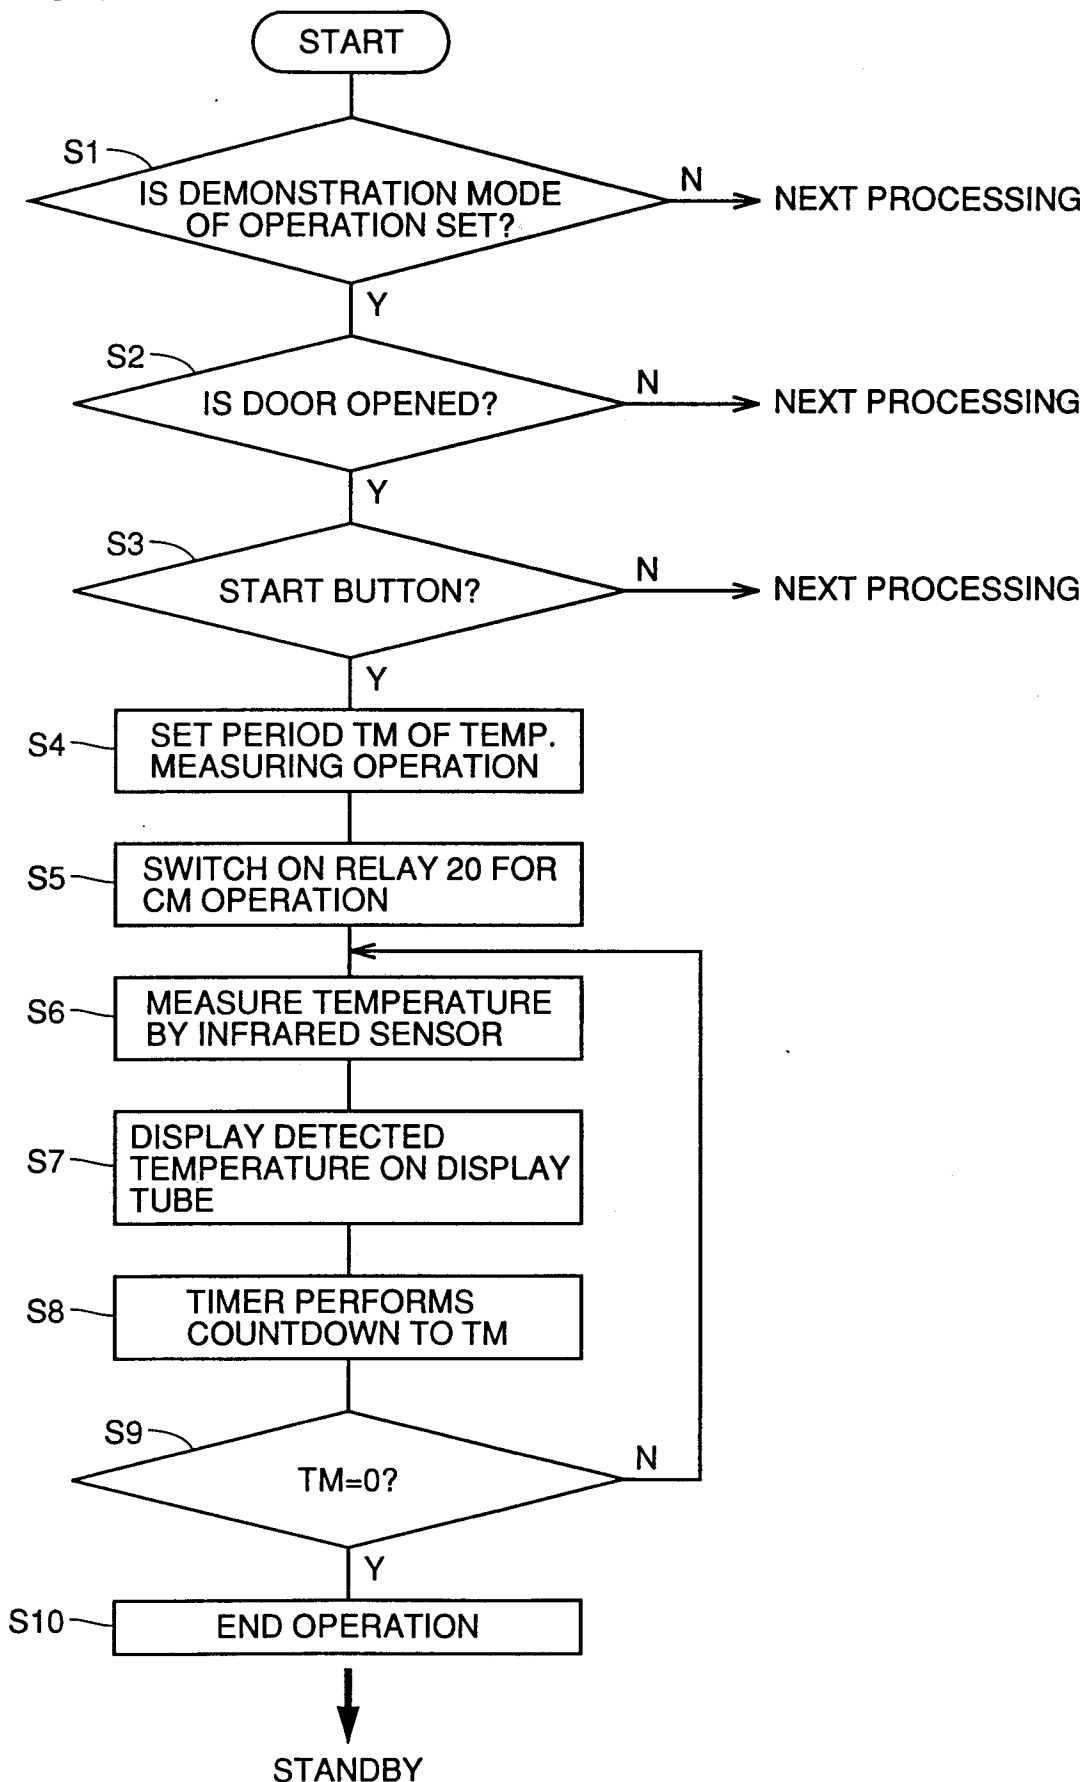 START
S1
IS DEMONSTRATION MODE
OF OPERATION SET?
N
NEXT PROCESSING
Y
S2
IS DOOR OPENED?
N
NEXT PROCESSING
Y
S3
START BUTTON?
N
NEXT PROCESSING
Y
S4
SET PERIOD TM OF TEMP.
MEASURING OPERATION
S5
SWITCH ON RELAY 20 FOR
CM OPERATION
S6
MEASURE TEMPERATURE
BY INFRARED SENSOR
S7
DISPLAY DETECTED
TEMPERATURE ON DISPLAY
TUBE
S8
TIMER PERFORMS
COUNTDOWN TO TM
S9
TM=0?
N
Y
S10
END OPERATION
STANDBY